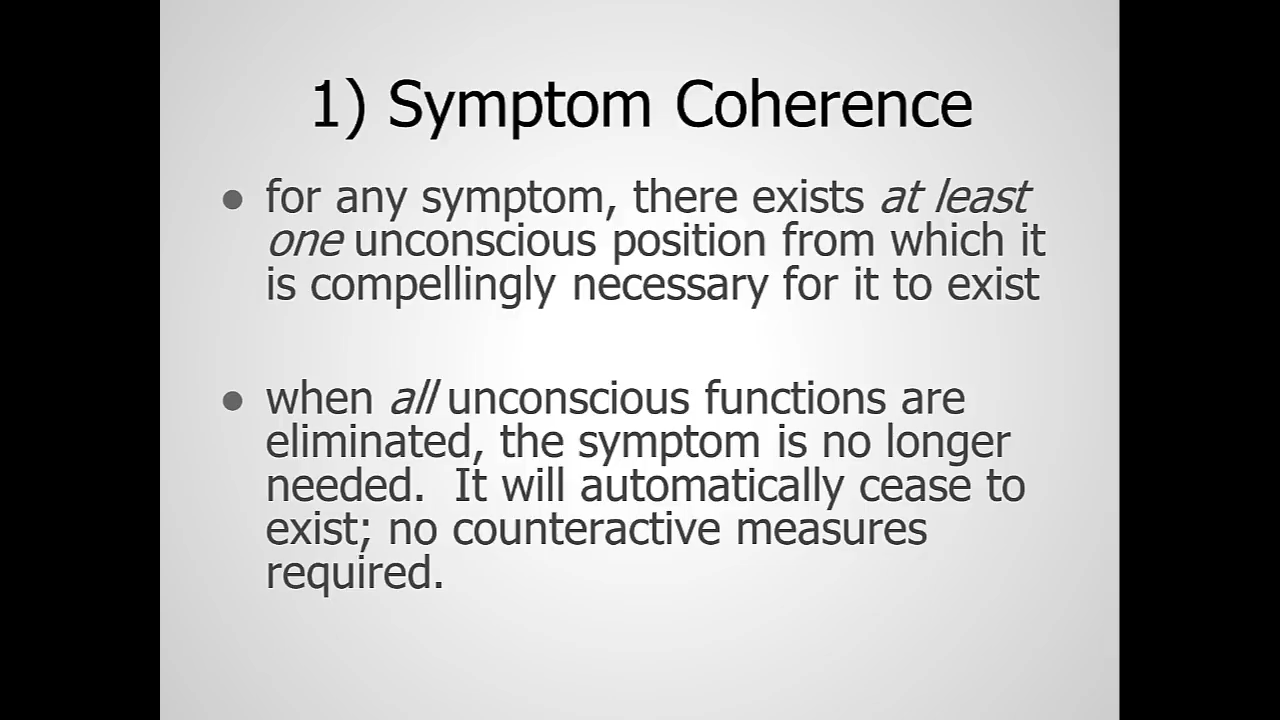 1) Symptom Coherence
● for any symptom, there exists at least
one unconscious position from which it
is compellingly necessary for it to exist
● when all unconscious functions are
eliminated, the symptom is no longer
needed.  It will automatically cease to
exist; no counteractive measures
required.